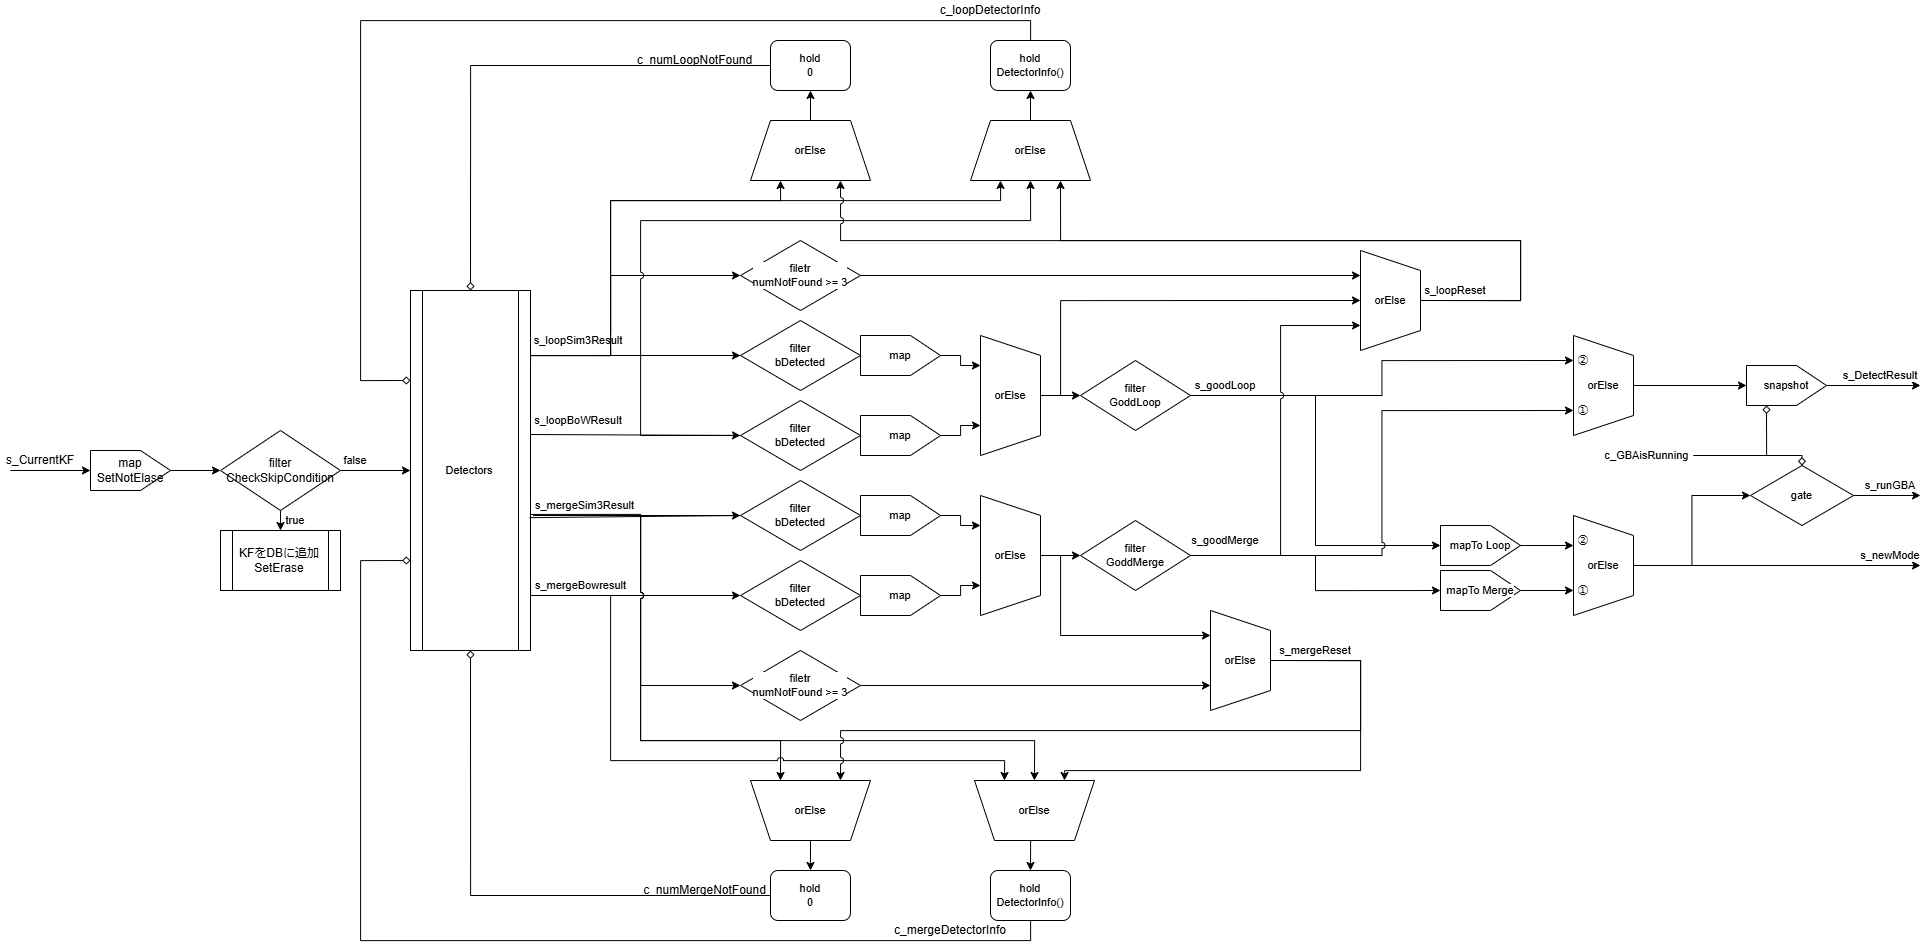 c_loopDetectorInfo
c_numLoopNotFound
hold
0
hold
DetectorInfo()
orElse
orElse
filetr
numNotFound >= 3
orElse
s_loopReset
s_loopSim3Result
filter
bDetected
map
orElse
filter
GoddLoop
s_goodLoop
②
orElse
①
snapshot
s_DetectResult
s_loopBoWResult
filter
bDetected
map
s_CurrentKF
map
SetNotElase
filter
CheckSkipCondition
false
true
KFをDBに追加
SetErase
Detectors
c_GBAisRunning
gate
s_runGBA
s_mergeSim3Result
filter
bDetected
map
orElse
filter
GoddMerge
s_goodMerge
mapTo Loop
mapTo Merge
②
orElse
①
s_newMode
s_mergeBowresult
filter
bDetected
map
orElse
s_mergeReset
filetr
numNotFound >= 3
orElse
orElse
c_numMergeNotFound
hold
0
hold
DetectorInfo()
c_mergeDetectorInfo